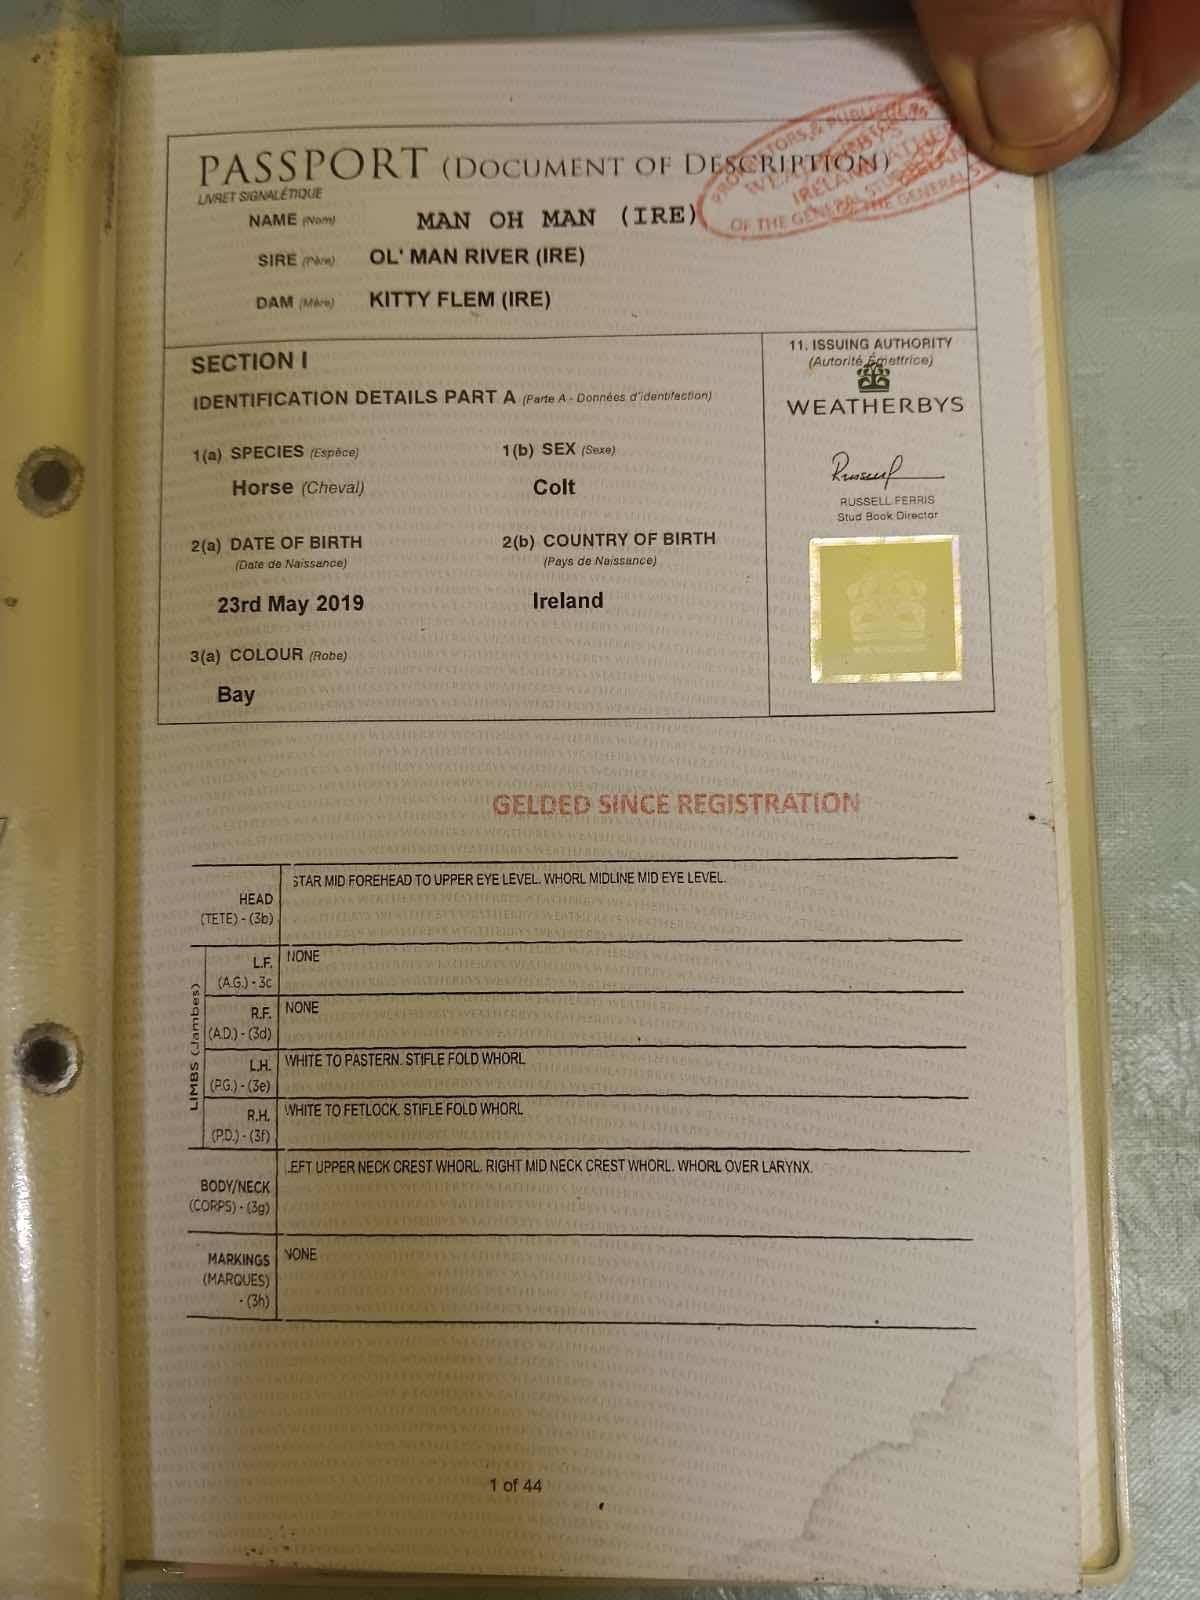 PASSPORT (DOCUMENT OF DESCRIPTION)
LIVRET SIGNALÉTIQUE
NAME (Nom) MAN OH MAN (IRE)
SIRE (Père) OL' MAN RIVER (IRE)
DAM (Mère) KITTY FLEM (IRE)
OF THE GENERAL
SECTION I
IDENTIFICATION DETAILS PART A (Parte A - Données d'identifaction)
1(a) SPECIES (Espèce) 1(b) SEX (Sexe)
Horse (Cheval) Colt
2(a) DATE OF BIRTH 2(b) COUNTRY OF BIRTH
(Date de Naissance) (Pays de Naissance)
23rd May 2019 Ireland
3(a) COLOUR (Robe)
Bay
11. ISSUING AUTHORITY
(Autorité Émettrice)
WEATHERBYS
RUSSELL FERRIS
Stud Book Director
GELDED SINCE REGISTRATION
HEAD
(TETE) - (3b)
STAR MID FOREHEAD TO UPPER EYE LEVEL. WHORL MIDLINE MID EYE LEVEL.
LIMBS (Jambes)
L.F. NONE
(A.G.) - 3c
R.F. NONE
(A.D.) - (3d)
L.H. WHITE TO PASTERN. STIFLE FOLD WHORL
(P.G.) - (3e)
R.H. WHITE TO FETLOCK. STIFLE FOLD WHORL
(P.D.) - (3f)
BODY/NECK
(CORPS) - (3g)
LEFT UPPER NECK CREST WHORL. RIGHT MID NECK CREST WHORL. WHORL OVER LARYNX.
MARKINGS NONE
(MARQUES)
- (3h)
1 of 44